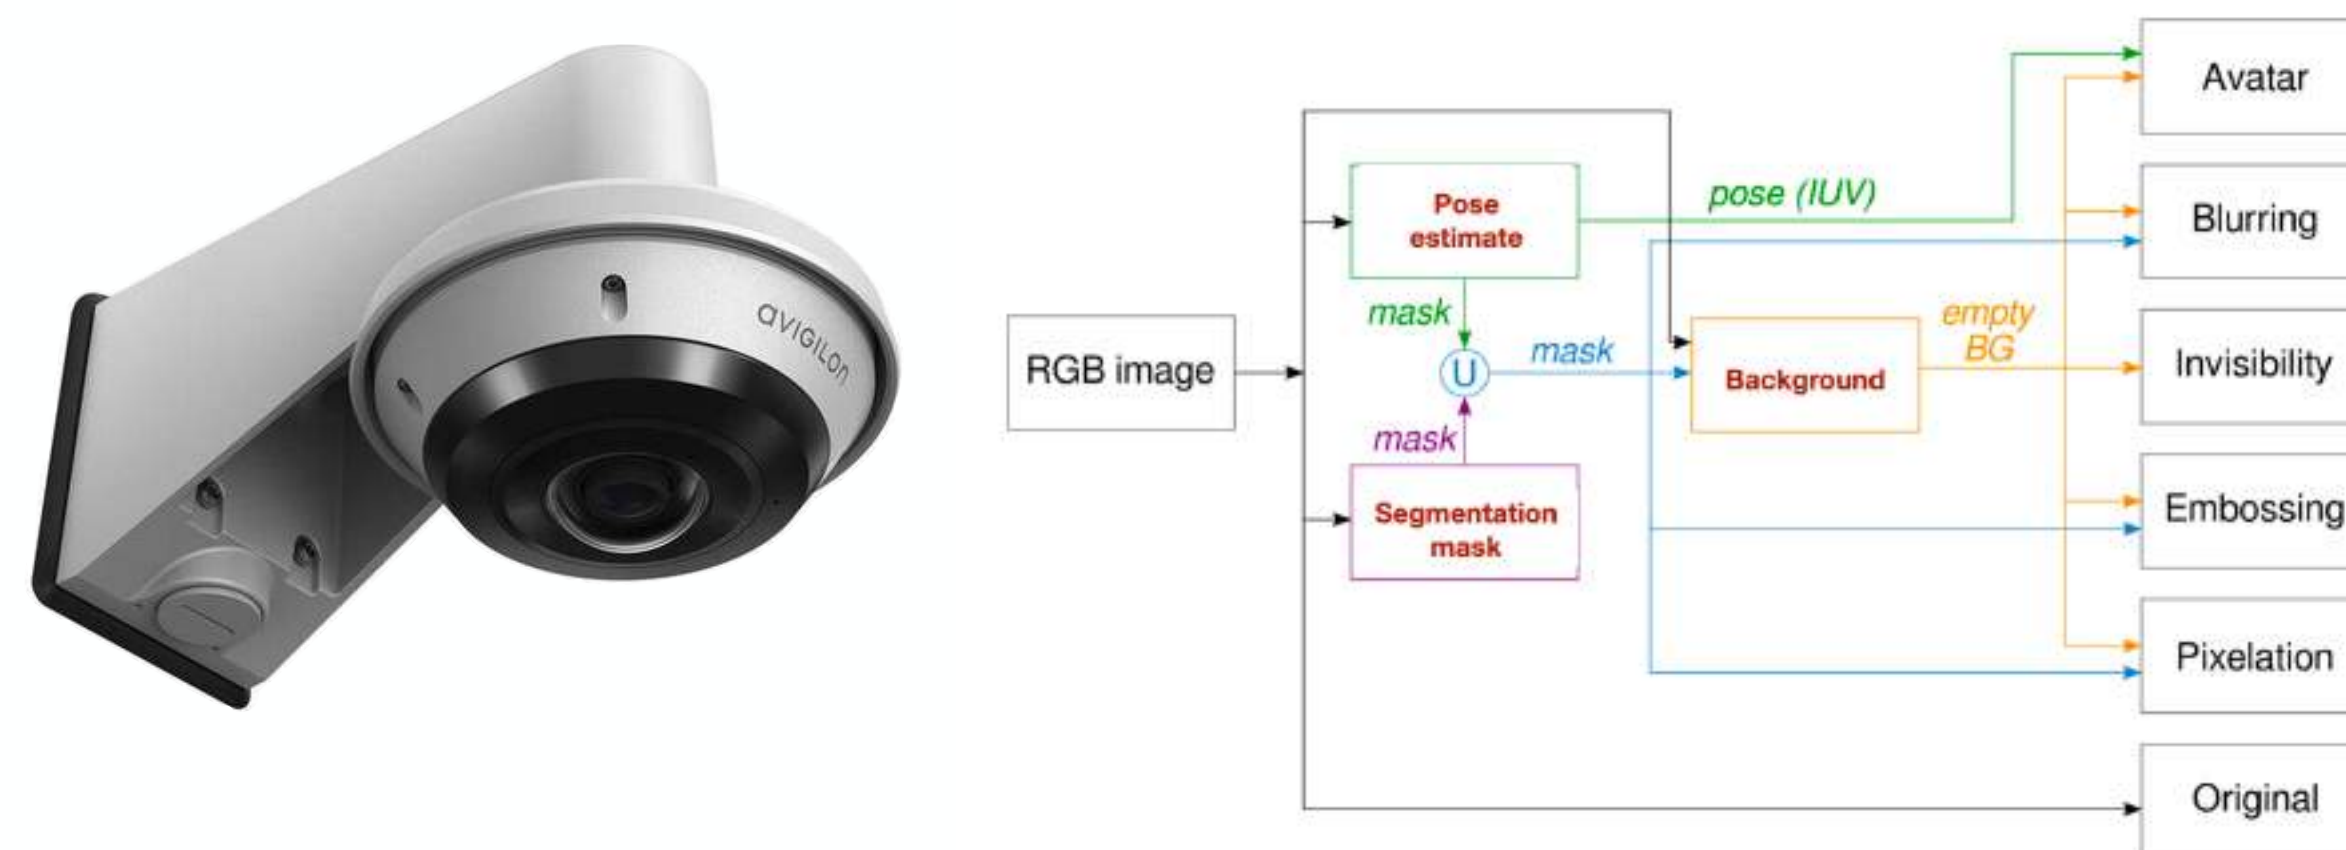 aVIGILon
RGB image
Pose
estimate
mask
U
mask
mask
Segmentation
mask
pose (IUV)
Background
empty
BG
Avatar
Blurring
Invisibility
Embossing
Pixelation
Original